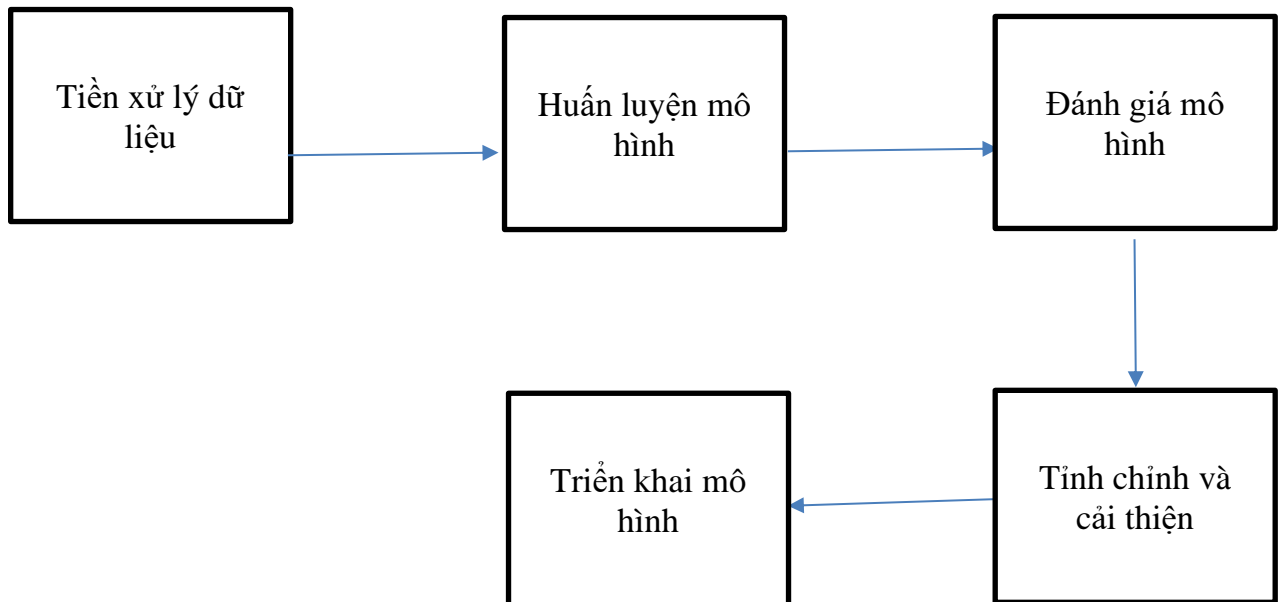 Tiền xử lý dữ
liệu
Huấn luyện mô
hình
Đánh giá mô
hình
Tỉnh chỉnh và
cải thiện
Triển khai mô
hình